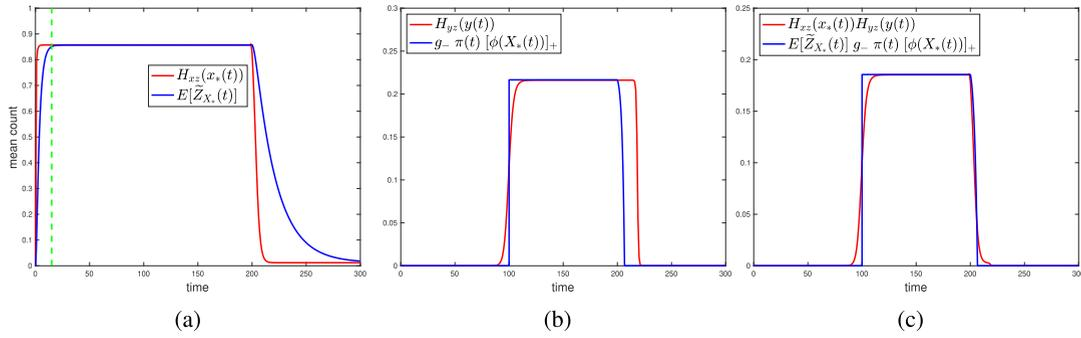 1
0.9
0.8
0.7
0.6
0.5
0.4
0.3
0.2
0.1
0
mean count
H_{xz}(x_*(t))
E[\widetilde{Z}_{X_*}(t)]
0 50 100 150 200 250 300
time
(a)
0.3
0.25
0.2
0.15
0.1
0.05
0
H_{yz}(y(t))
g_- π(t) [ϕ(X_*(t))]_+
0 50 100 150 200 250 300
time
(b)
0.25
0.2
0.15
0.1
0.05
0
H_{xz}(x_*(t))H_{yz}(y(t))
E[\widetilde{Z}_{X_*}(t)] g_- π(t) [ϕ(X_*(t))]_+
0 50 100 150 200 250 300
time
(c)